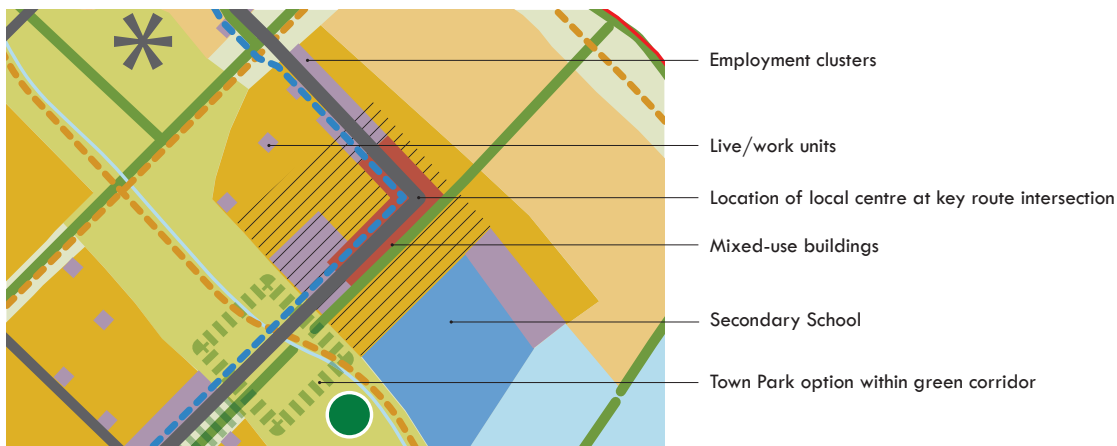 Employment clusters
Live/work units
Location of local centre at key route intersection
Mixed-use buildings
Secondary School
Town Park option within green corridor